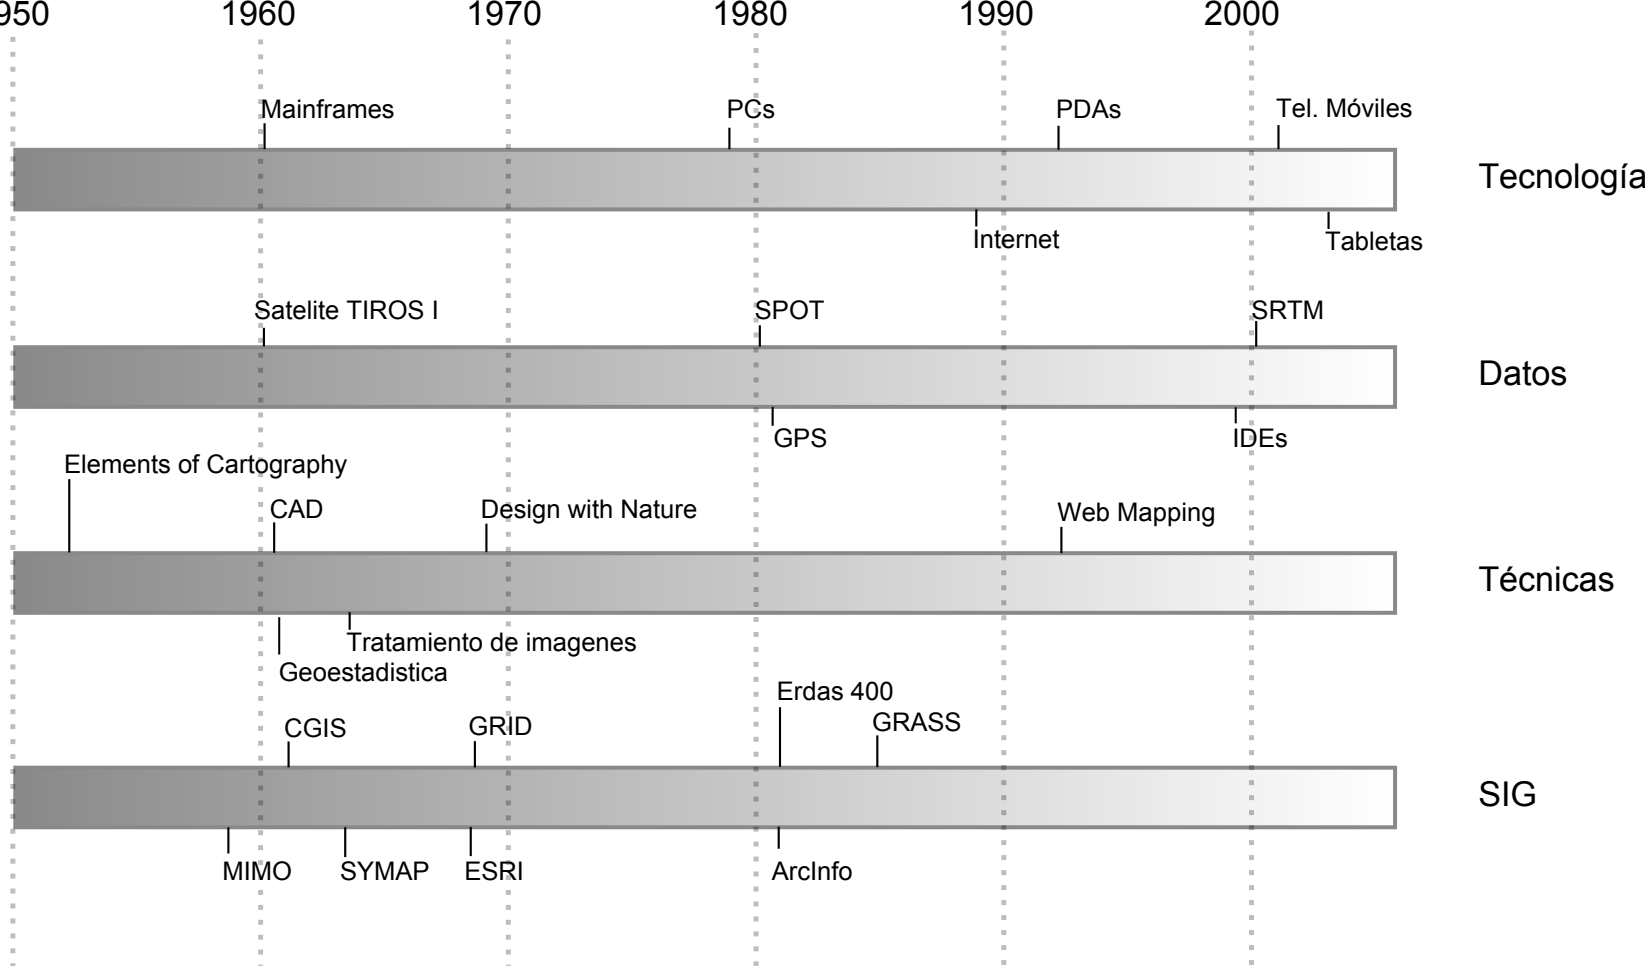 950 1960 1970 1980 1990 2000
Mainframes PCs PDAs Tel. Móviles
Tecnología
Internet Tabletas
Satelite TIROS I SPOT SRTM
Datos
GPS IDEs
Elements of Cartography
CAD Design with Nature Web Mapping
Técnicas
Tratamiento de imagenes
Geoestadistica
Erdas 400
CGIS GRID GRASS
SIG
MIMO SYMAP ESRI ArcInfo